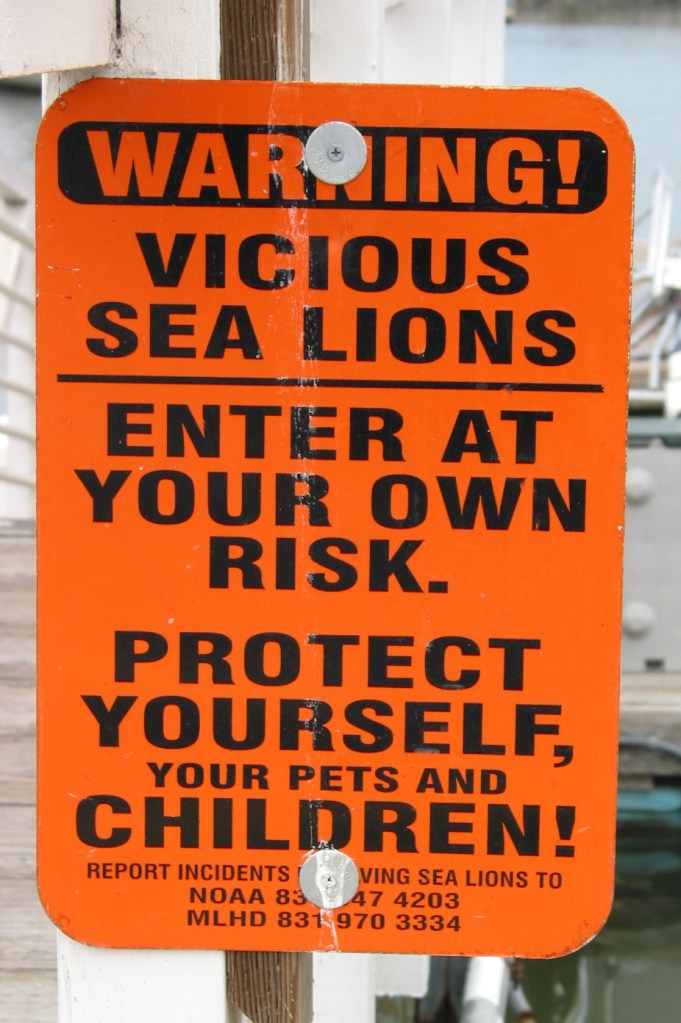 WARNING!
VICIOUS
SEA LIONS
ENTER AT
YOUR OWN
RISK.
PROTECT
YOURSELF,
YOUR PETS AND
CHILDREN!
REPORT INCIDENTS SEA LIONS TO
NOAA 4203
MLHD 831 970 3334